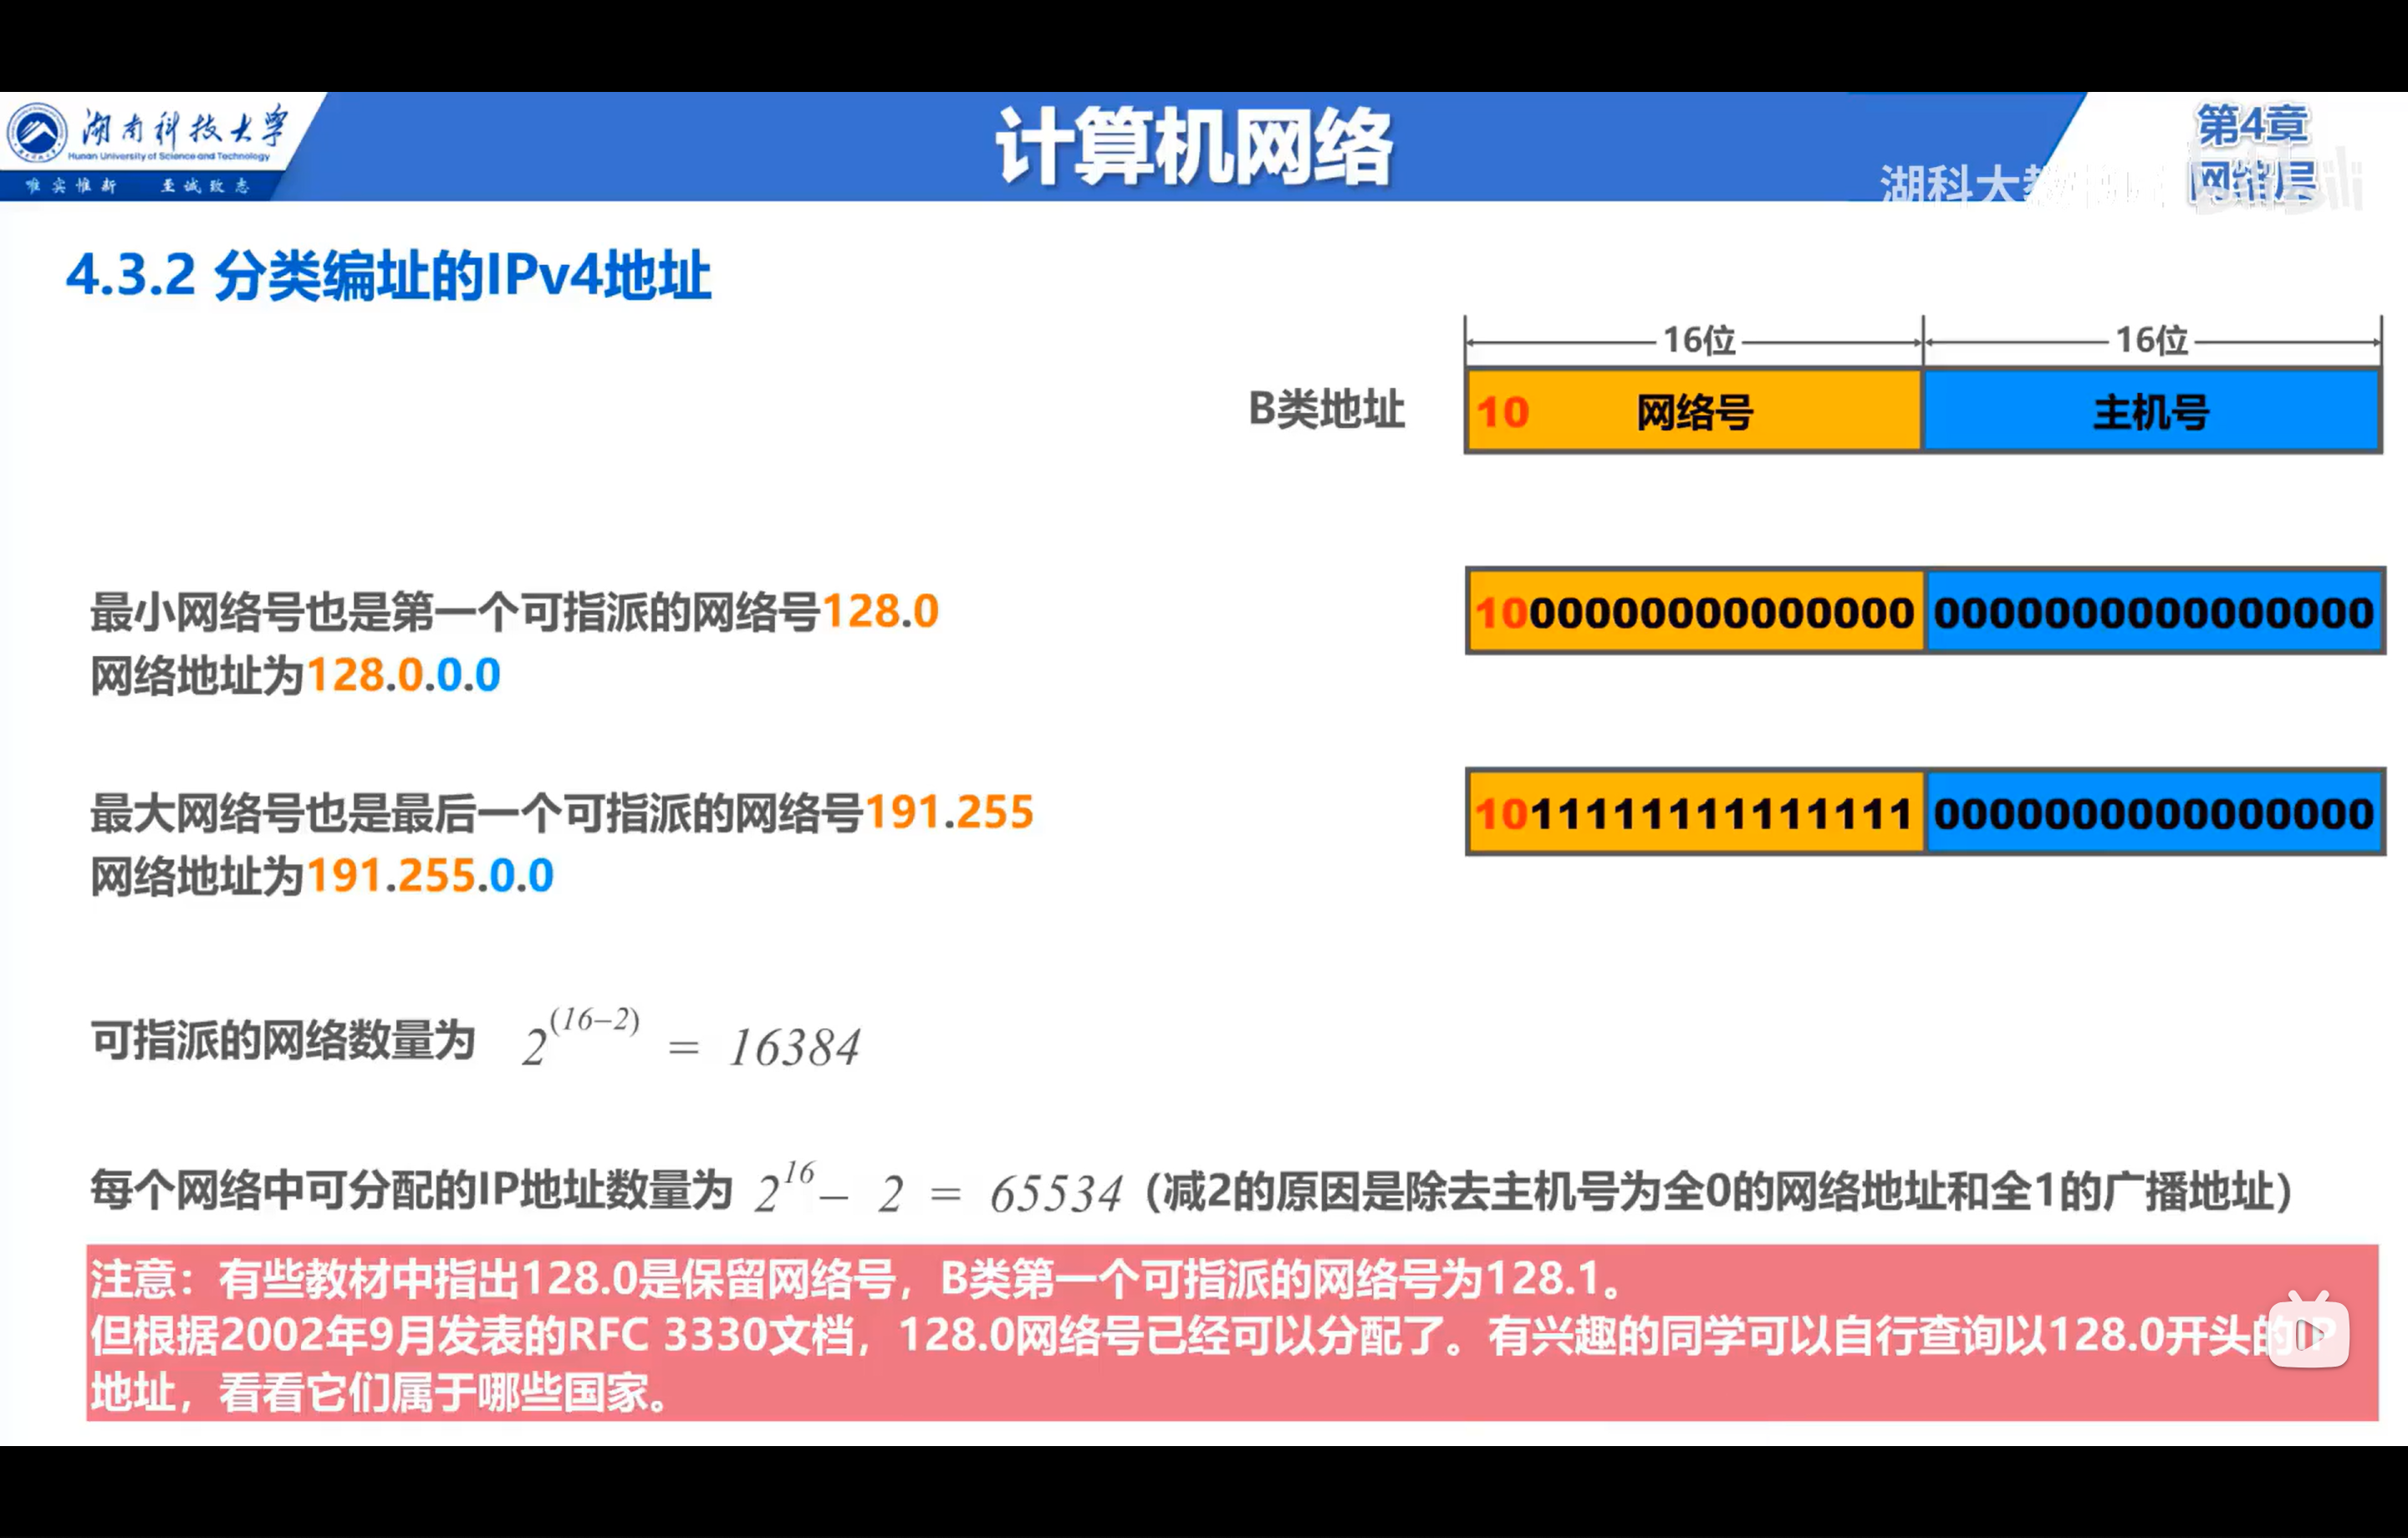 湖南科技大学
Hunan University of Science and Technology
唯实惟新 至诚致志
计算机网络
第4章
网络层
湖科大教书匠
bilibili
4.3.2 分类编址的IPv4地址
16位 16位
B类地址 10 网络号 主机号
最小网络号也是第一个可指派的网络号128.0
网络地址为128.0.0.0
1000000000000000 0000000000000000
最大网络号也是最后一个可指派的网络号191.255
网络地址为191.255.0.0
1011111111111111 0000000000000000
可指派的网络数量为 2^(16-2) = 16384
每个网络中可分配的IP地址数量为 2^16 - 2 = 65534 (减2的原因是除去主机号为全0的网络地址和全1的广播地址)
注意：有些教材中指出128.0是保留网络号，B类第一个可指派的网络号为128.1。
但根据2002年9月发表的RFC 3330文档，128.0网络号已经可以分配了。有兴趣的同学可以自行查询以128.0开头的IP
地址，看看它们属于哪些国家。